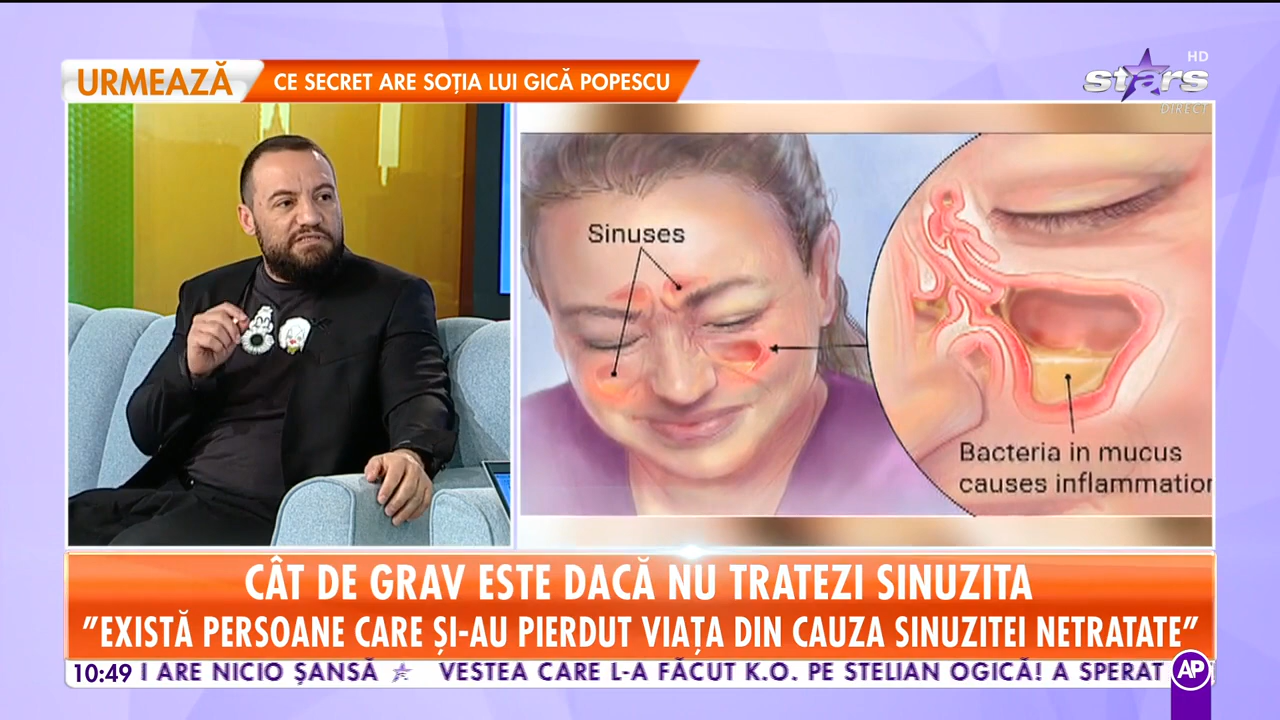 URMEAZĂ
CE SECRET ARE SOȚIA LUI GICĂ POPESCU
HD
stars
DIRECT
Sinuses
Bacteria in mucus
causes inflammation
CÂT DE GRAV ESTE DACĂ NU TRATEZI SINUZITA
”EXISTĂ PERSOANE CARE ȘI-AU PIERDUT VIAȚA DIN CAUZA SINUZITEI NETRATATE”
10:49 I ARE NICIO ȘANSĂ VESTEA CARE L-A FĂCUT K.O. PE STELIAN OGICĂ! A SPERAT
AP